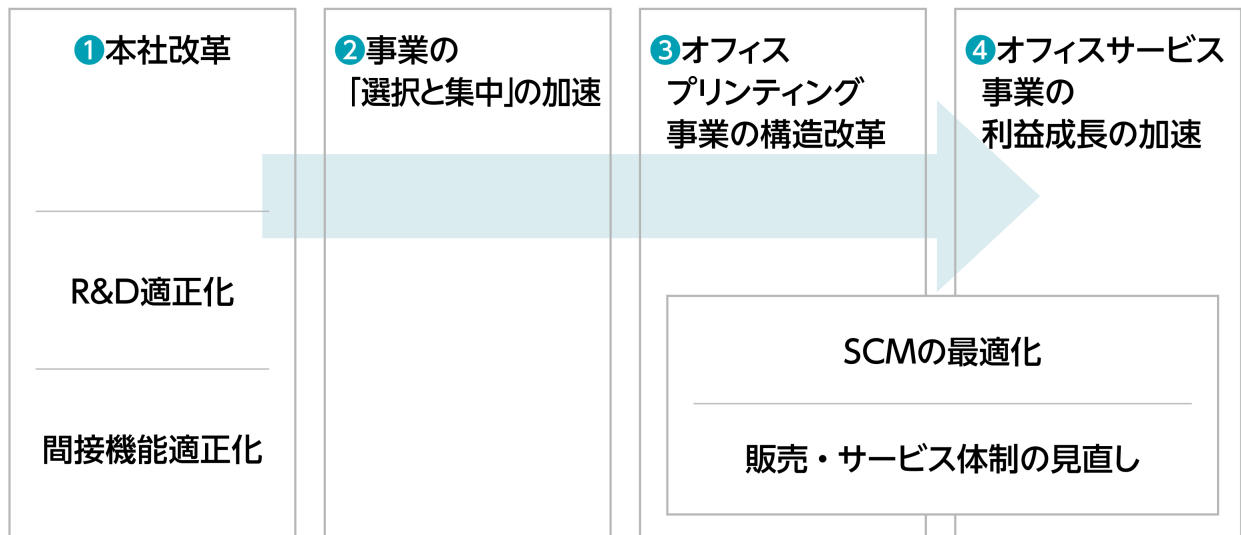 ❶本社改革
R&D適正化
間接機能適正化
❷事業の
「選択と集中」の加速
❸オフィス
プリンティング
事業の構造改革
❹オフィスサービス
事業の
利益成長の加速
SCMの最適化
販売・サービス体制の見直し